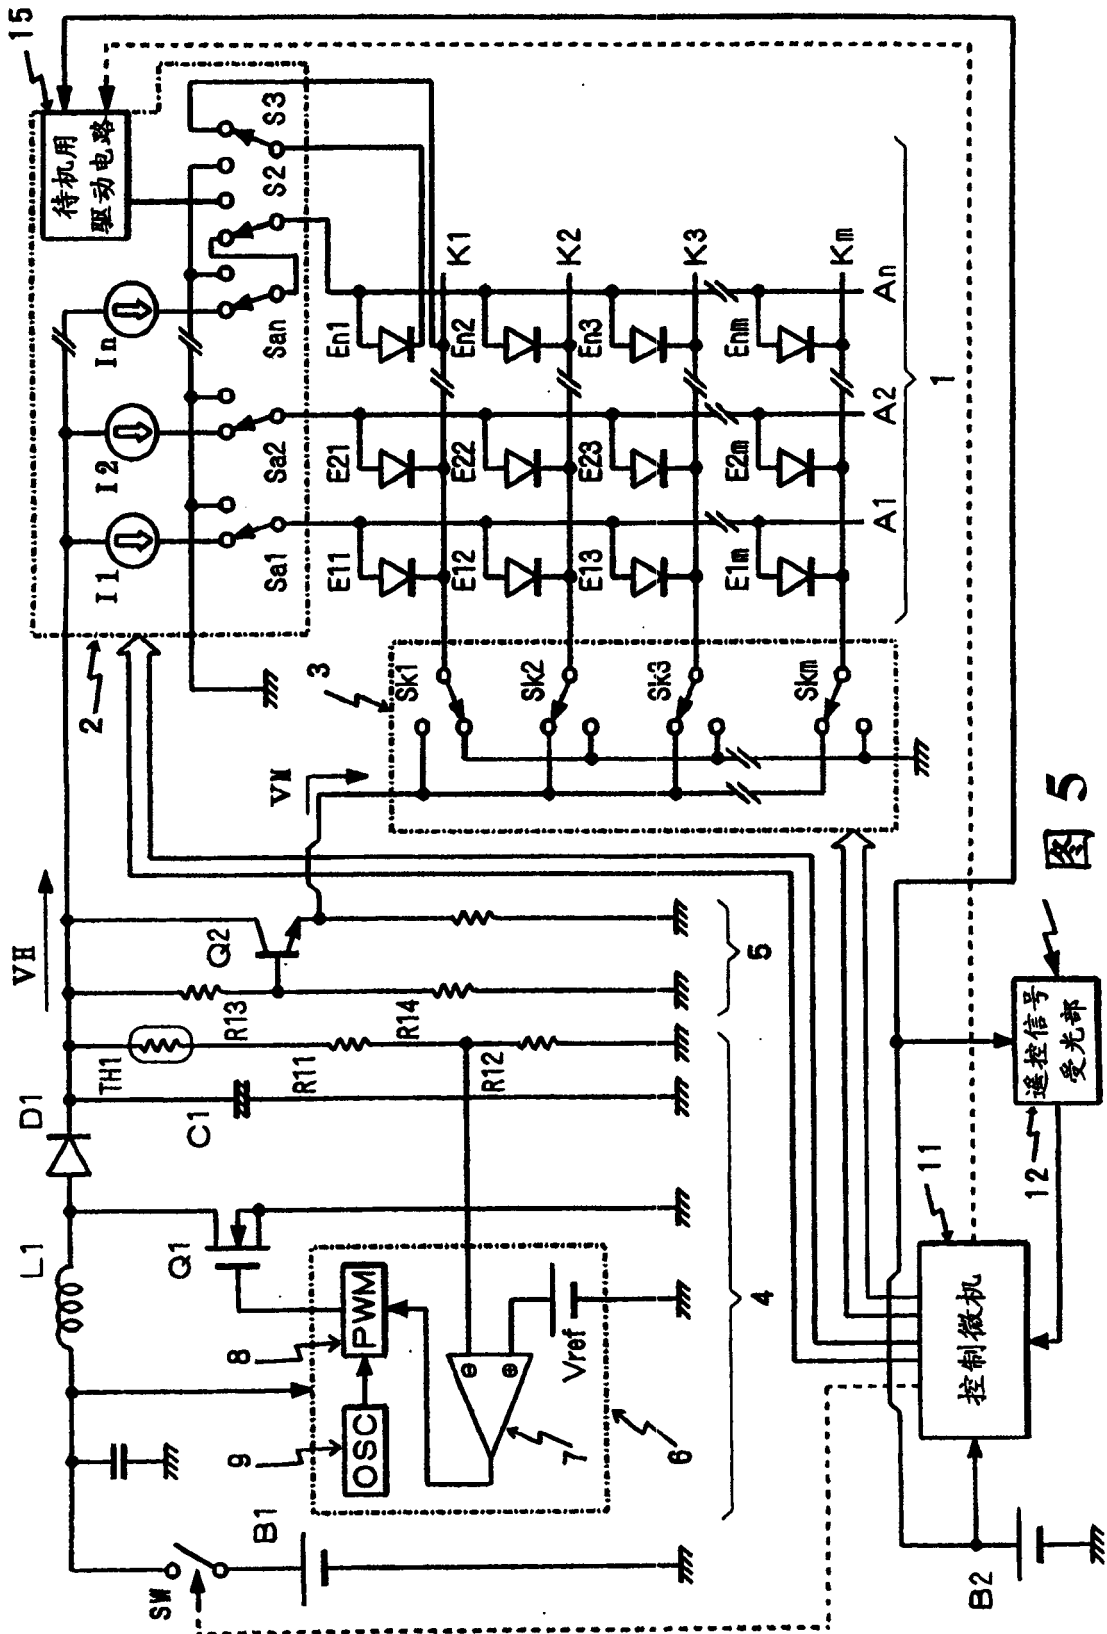 图 5
VH
VM
SW
B1
L1
D1
Q1
C1
TH1
R11
R12
R13
R14
Q2
9
OSC
8
PWM
7
Vref
6
4
5
2
I1
I2
In
Sa1
Sa2
San
S2
S3
15
待机用
驱动电路
3
Sk1
Sk2
Sk3
Skm
E11
E21
En1
K1
E12
E22
En2
K2
E13
E23
En3
K3
E1m
E2m
Enm
Km
A1
A2
An
1
B2
11
控制微机
12
遥控信号
受光部